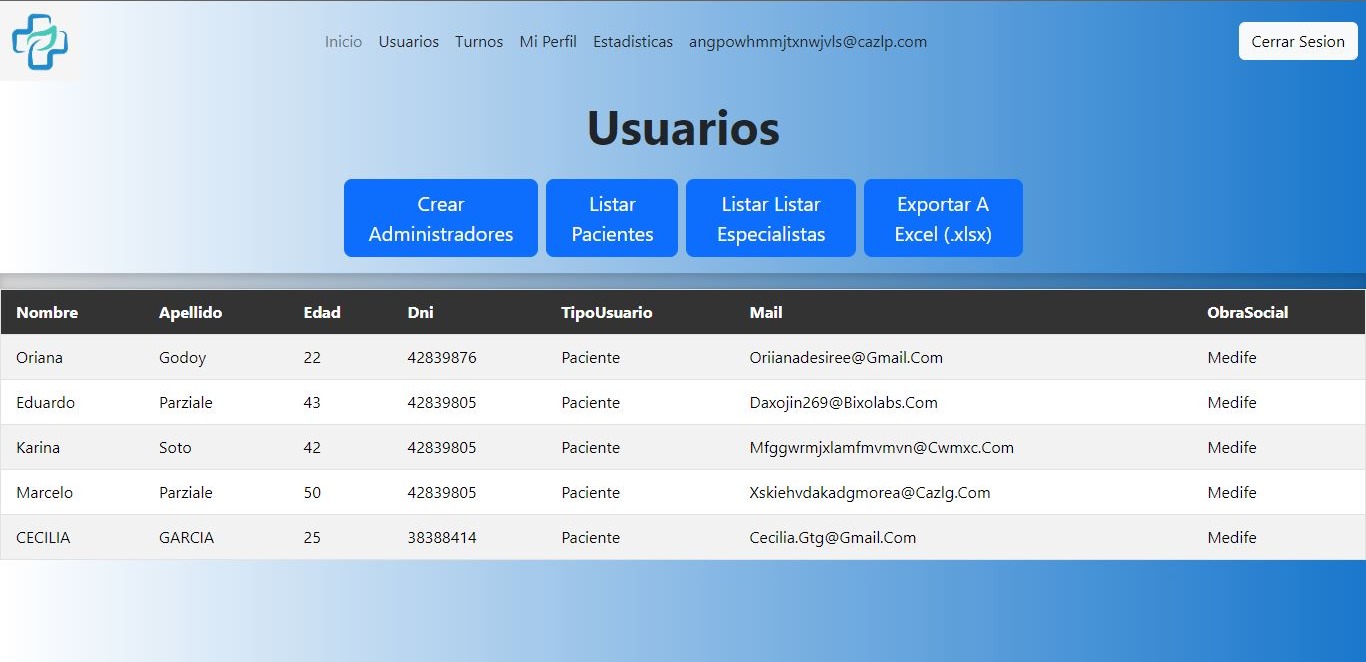 Inicio Usuarios Turnos Mi Perfil Estadisticas angpowhmmjtxnwjvls@cazlp.com Cerrar Sesion
Usuarios
Crear
Administradores
Listar
Pacientes
Listar Listar
Especialistas
Exportar A
Excel (.xlsx)
Nombre Apellido Edad Dni TipoUsuario Mail ObraSocial
Oriana Godoy 22 42839876 Paciente Oriianadesiree@Gmail.Com Medife
Eduardo Parziale 43 42839805 Paciente Daxojin269@Bixolabs.Com Medife
Karina Soto 42 42839805 Paciente Mfggwrmjxlamfmvmvn@Cwmxc.Com Medife
Marcelo Parziale 50 42839805 Paciente Xskiehvdakadgmorea@Cazlg.Com Medife
CECILIA GARCIA 25 38388414 Paciente Cecilia.Gtg@Gmail.Com Medife